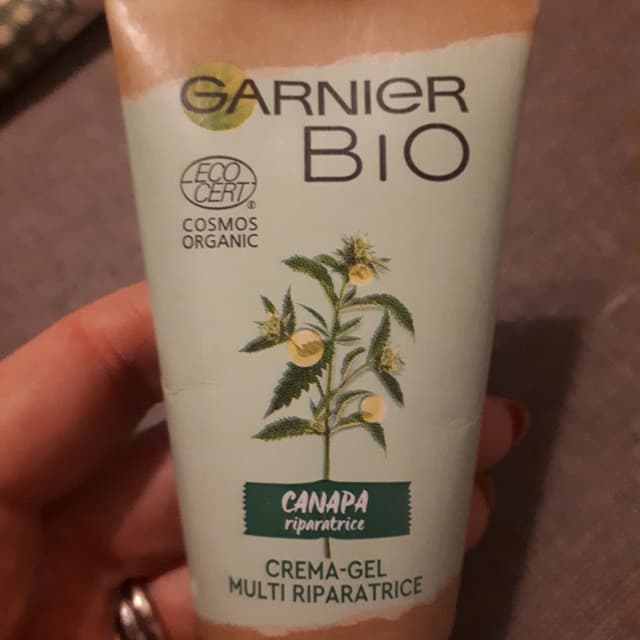 GARNIER
BIO
ECO
CERT®
COSMOS
ORGANIC
CANAPA
riparatrice
CREMA-GEL
MULTI RIPARATRICE